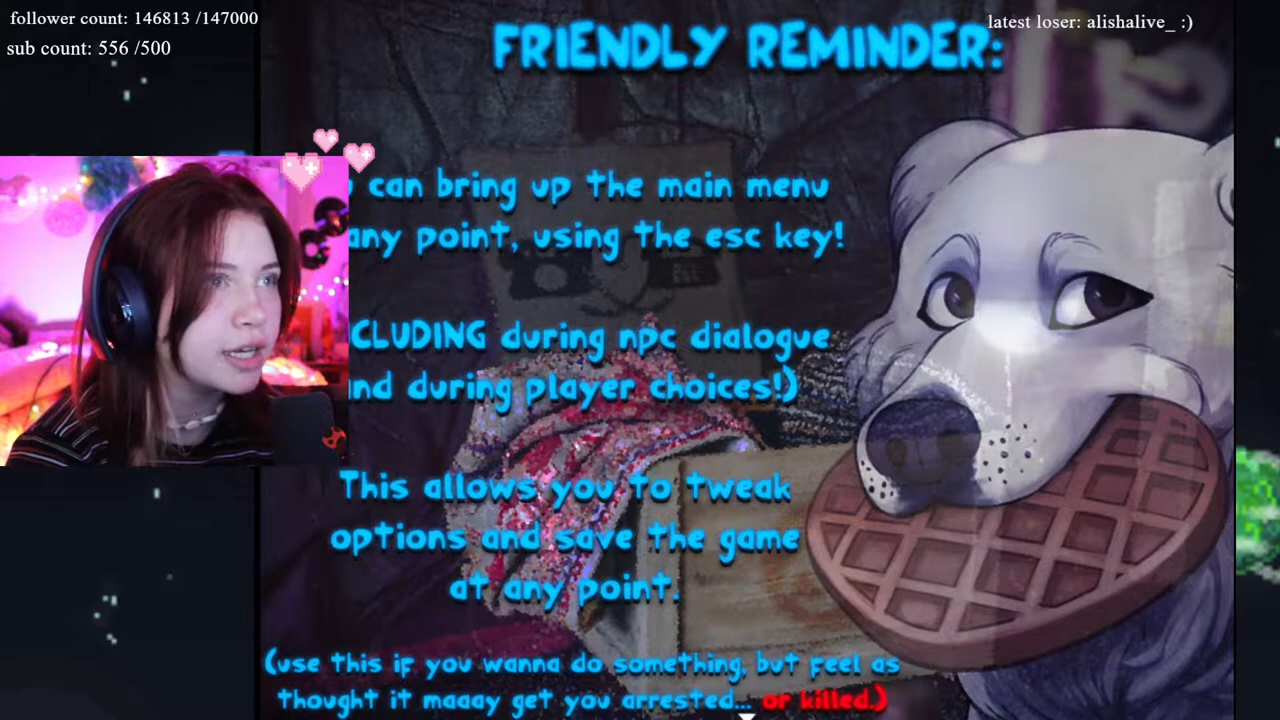 follower count: 146813 /147000
sub count: 556 /500
latest loser: alishalive_ :)
FRIENDLY REMINDER:
can bring up the main menu
any point, using the esc key!
CLUDING during npc dialogue
nd during player choices!)
This allows you to tweak
options and save the game
at any point.
(use this if you wanna do something, but feel as
thought it maaay get you arrested... or killed.)